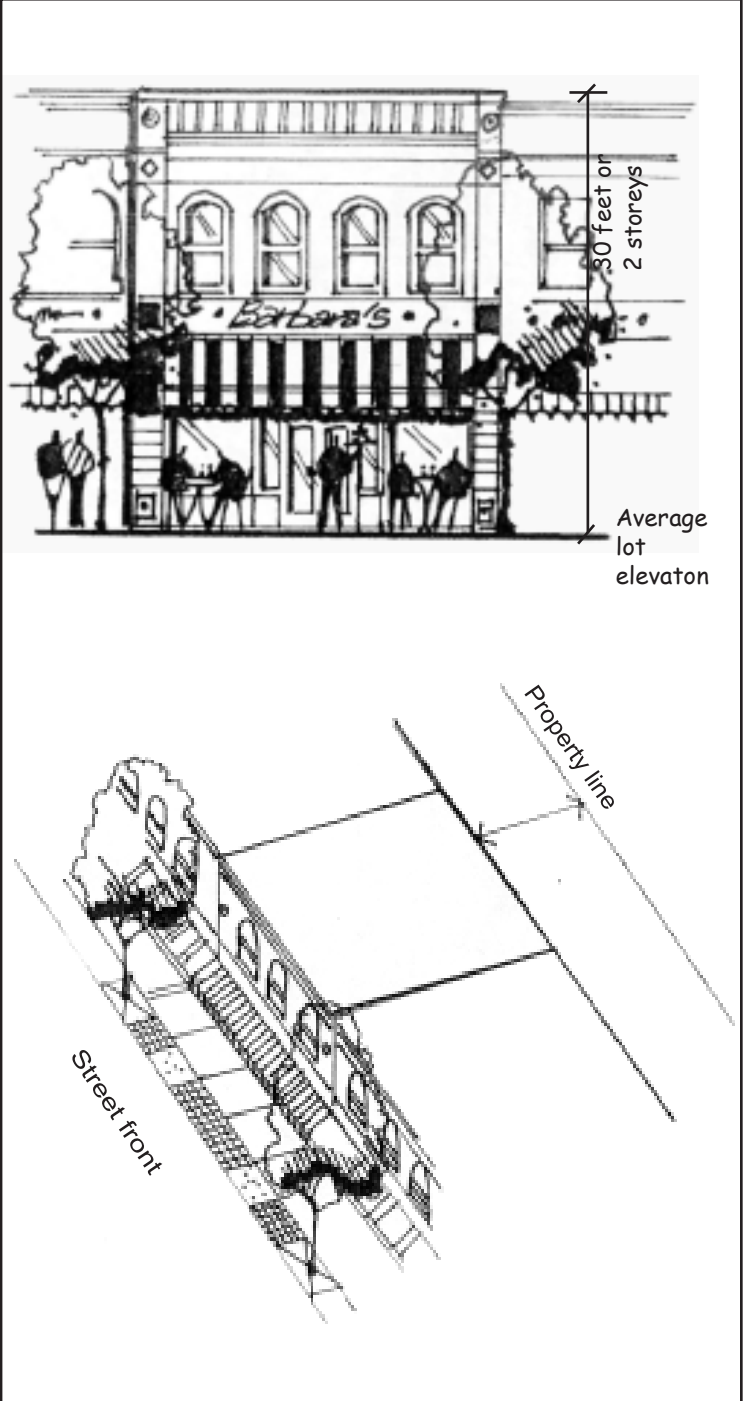 30 feet or
2 storeys
Barbara's
Average
lot
elevaton
Property line
Street front